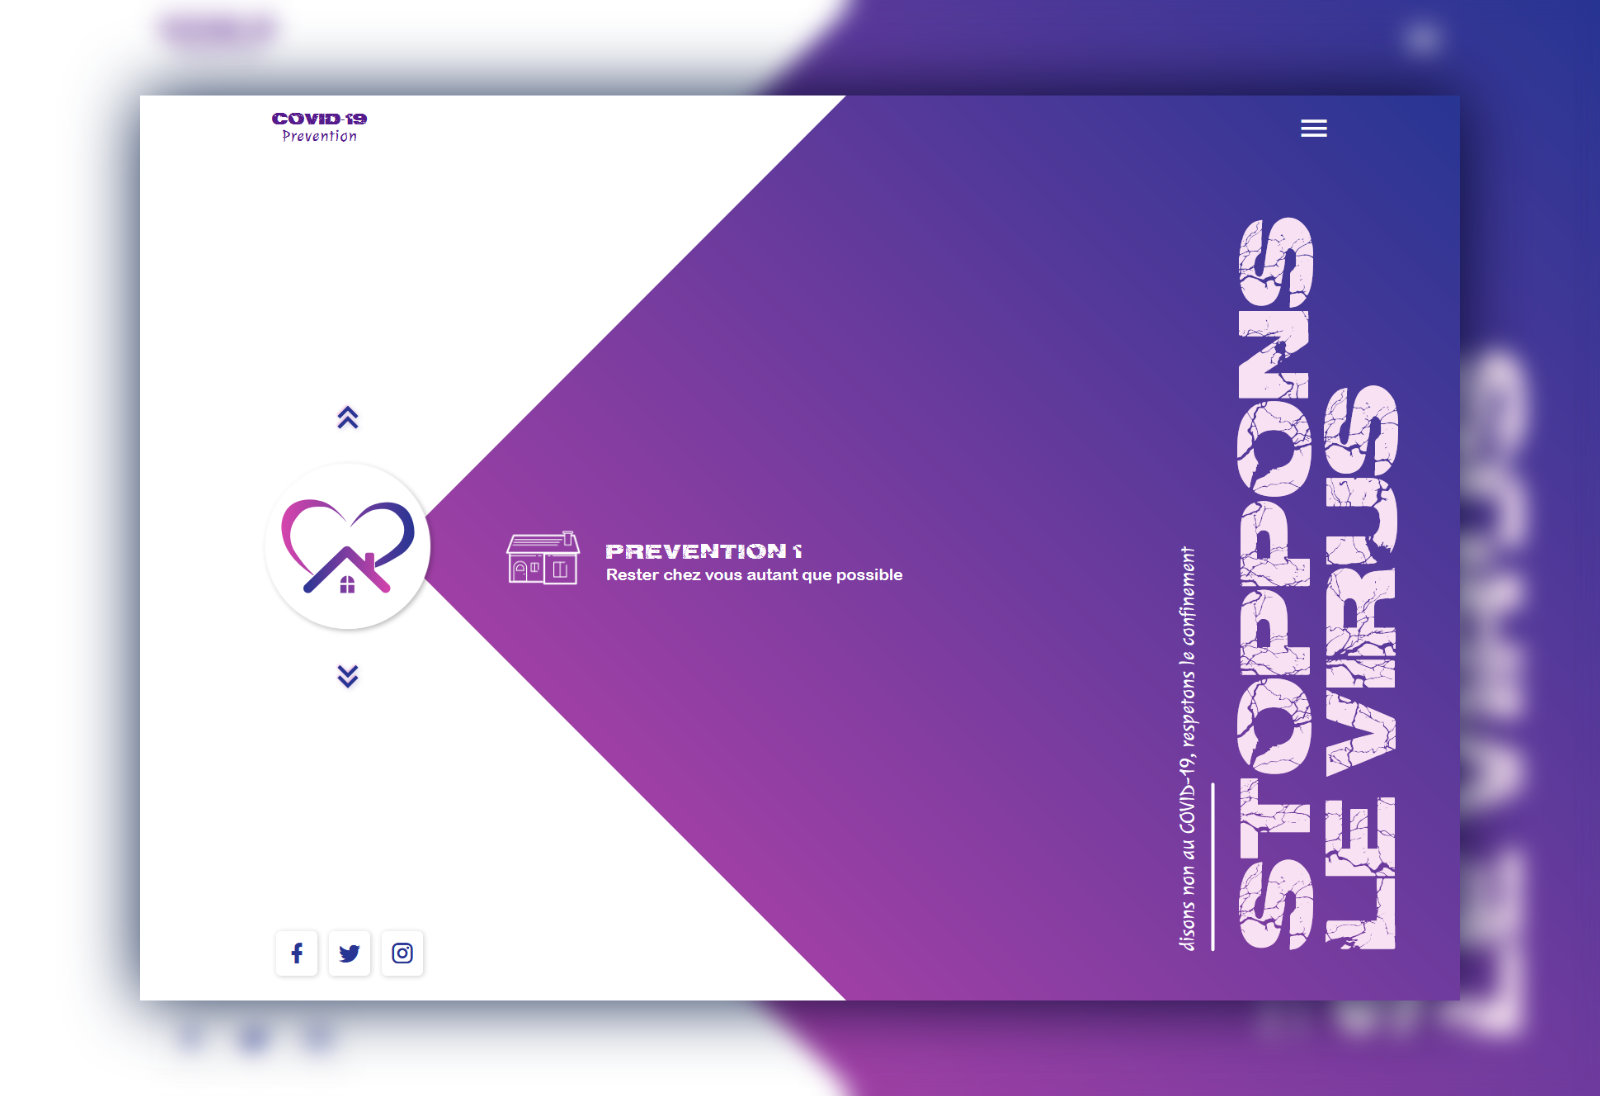 COVID-19
Prevention
PREVENTION 1
Rester chez vous autant que possible
disons non au COVID-19, respetons le confinement
STOPPONS
LE VIRUS